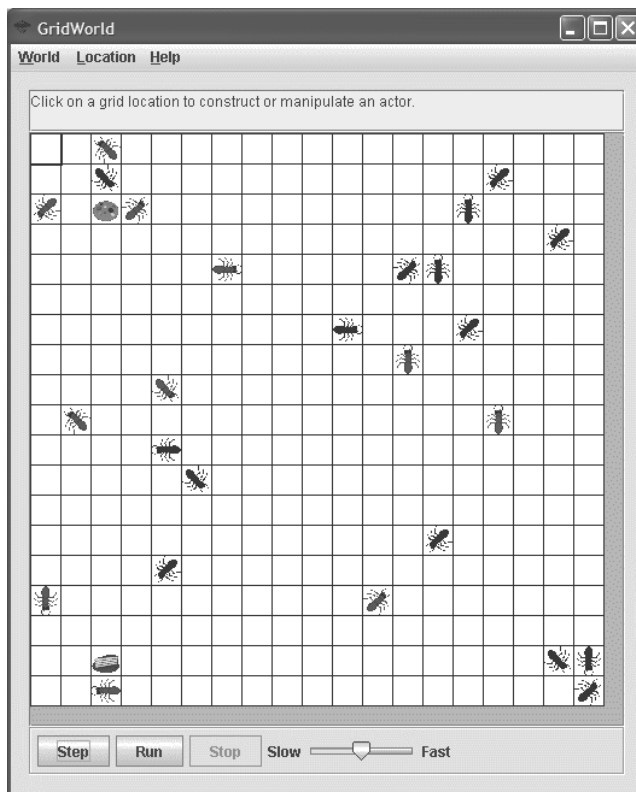 GridWorld
World Location Help
Click on a grid location to construct or manipulate an actor.
Step Run Stop Slow Fast